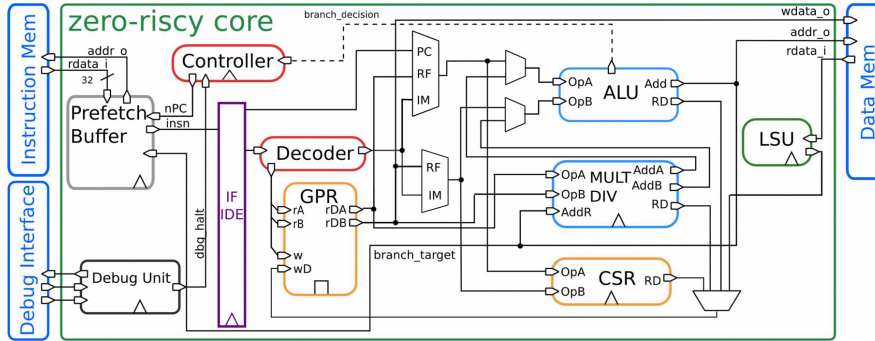 zero-riscy core
branch_decision
wdata_o
addr_o
rdata_i
Instruction Mem
addr_o
rdata_i
32
Controller
PC
RF
IM
OpA
OpB
ALU
Add
RD
Data Mem
Prefetch
Buffer
nPC
insn
LSU
Decoder
RF
IM
OpA
OpB
AddR
MULT
DIV
AddA
AddB
RD
IF
IDE
GPR
rA
rB
rDA
rDB
w
wD
dbg_halt
branch_target
Debug Interface
Debug Unit
OpA
OpB
CSR
RD